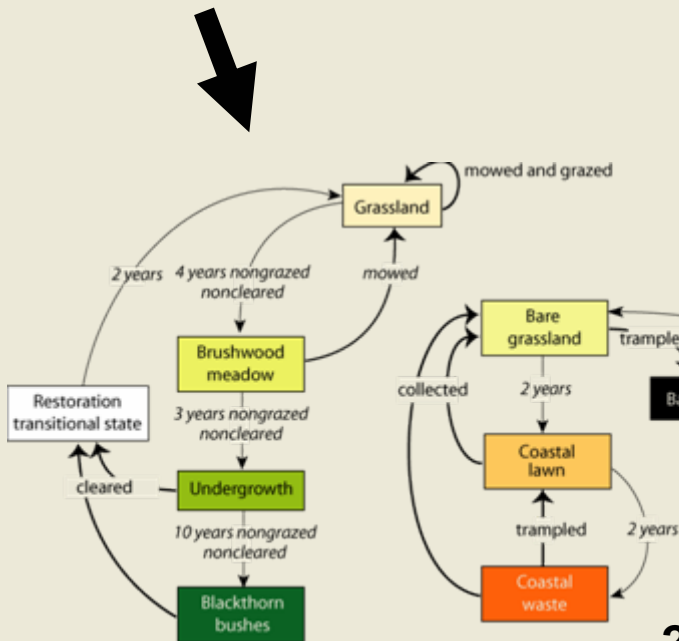 mowed and grazed
Grassland
2 years
4 years nongrazed
noncleared
mowed
Brushwood
meadow
Restoration
transitional state
3 years nongrazed
noncleared
cleared
Undergrowth
10 years nongrazed
noncleared
Blackthorn
bushes
Bare
grassland
trample
collected
2 years
Coastal
lawn
trampled
2 years
Coastal
waste